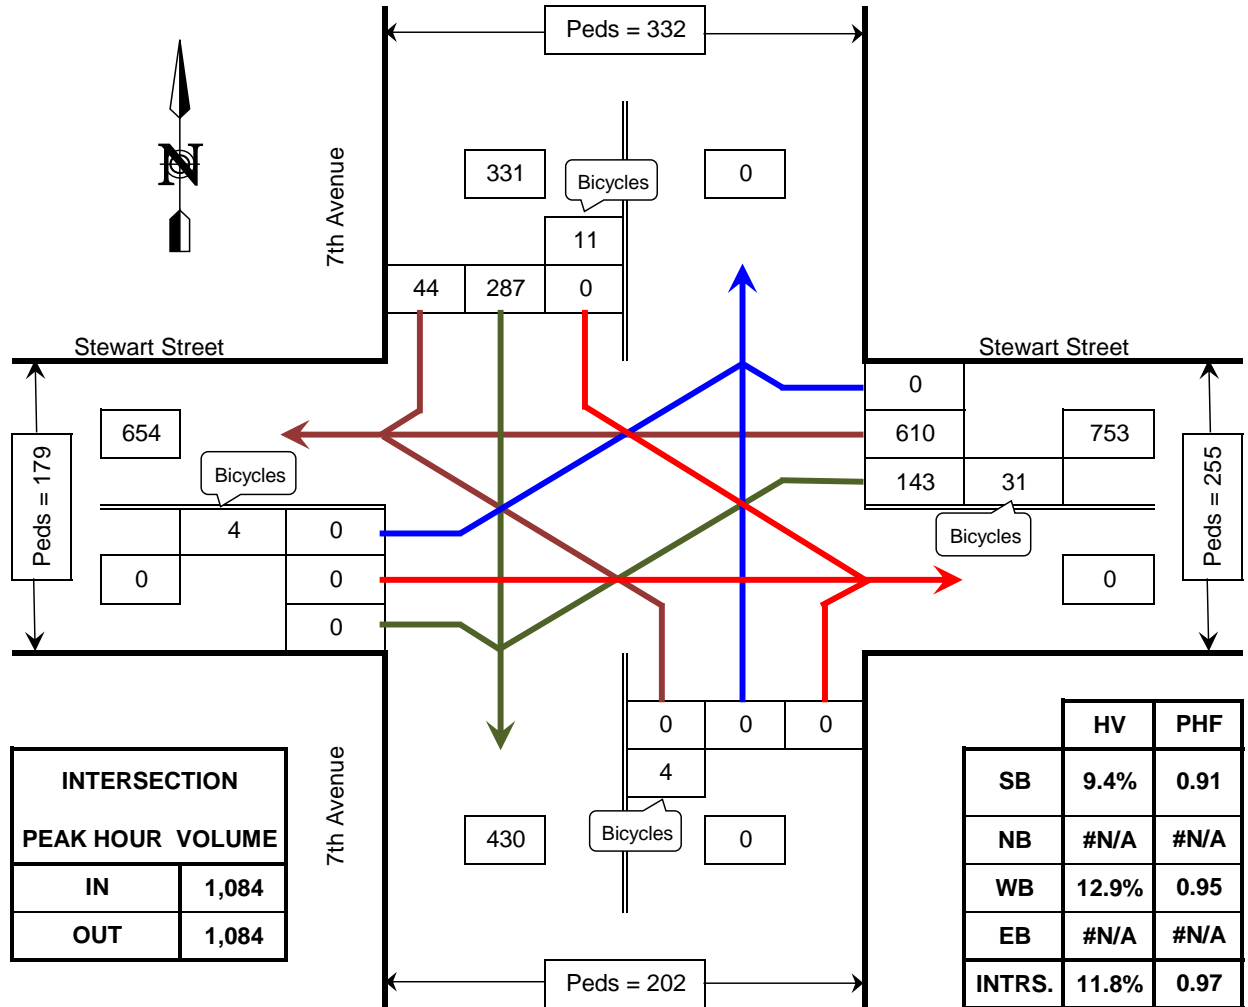 Peds = 332
N
7th Avenue
331
Bicycles
0
11
44 287 0
Stewart Street
Stewart Street
0
654
610 753
Peds = 179
Bicycles
143 31
Peds = 255
4 0
Bicycles
0 0
0
0
0 0 0
4
Bicycles
7th Avenue
430
0
INTERSECTION
PEAK HOUR VOLUME
IN 1,084
OUT 1,084
HV PHF
SB 9.4% 0.91
NB #N/A #N/A
WB 12.9% 0.95
EB #N/A #N/A
INTRS. 11.8% 0.97
Peds = 202